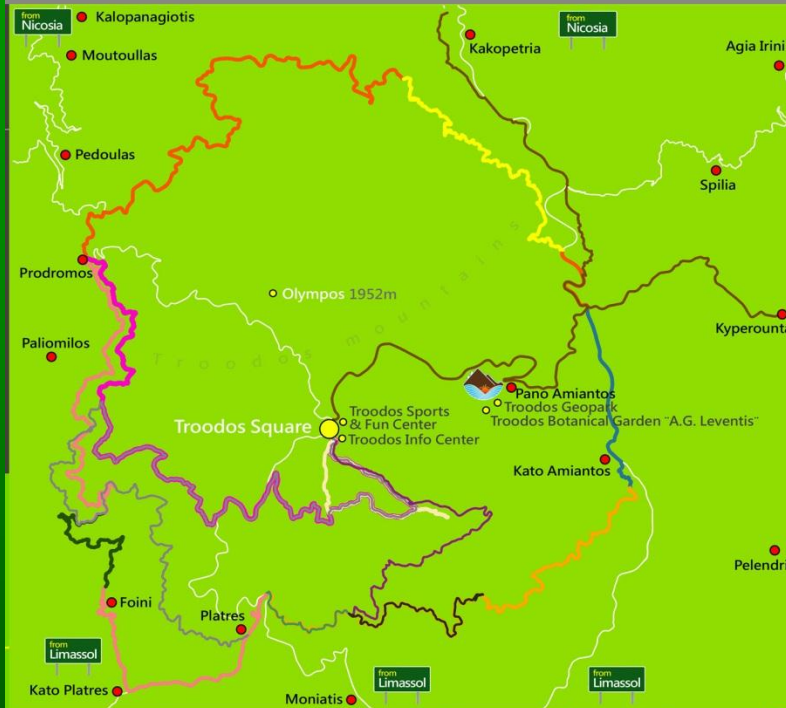 from
Nicosia
Kalopanagiotis
from
Nicosia
Moutoullas
Kakopetria
Agia Irini
Pedoulas
Spilia
Prodromos
Olympos 1952m
Troodos mountains
Paliomilos
Kyperounta
Pano Amiantos
Troodos Geopark
Troodos Botanical Garden ¨A.G. Leventis¨
Troodos Sports
& Fun Center
Troodos Square
Troodos Info Center
Kato Amiantos
Pelendri
Foini
Platres
from
Limassol
from
Limassol
from
Limassol
Kato Platres
Moniatis